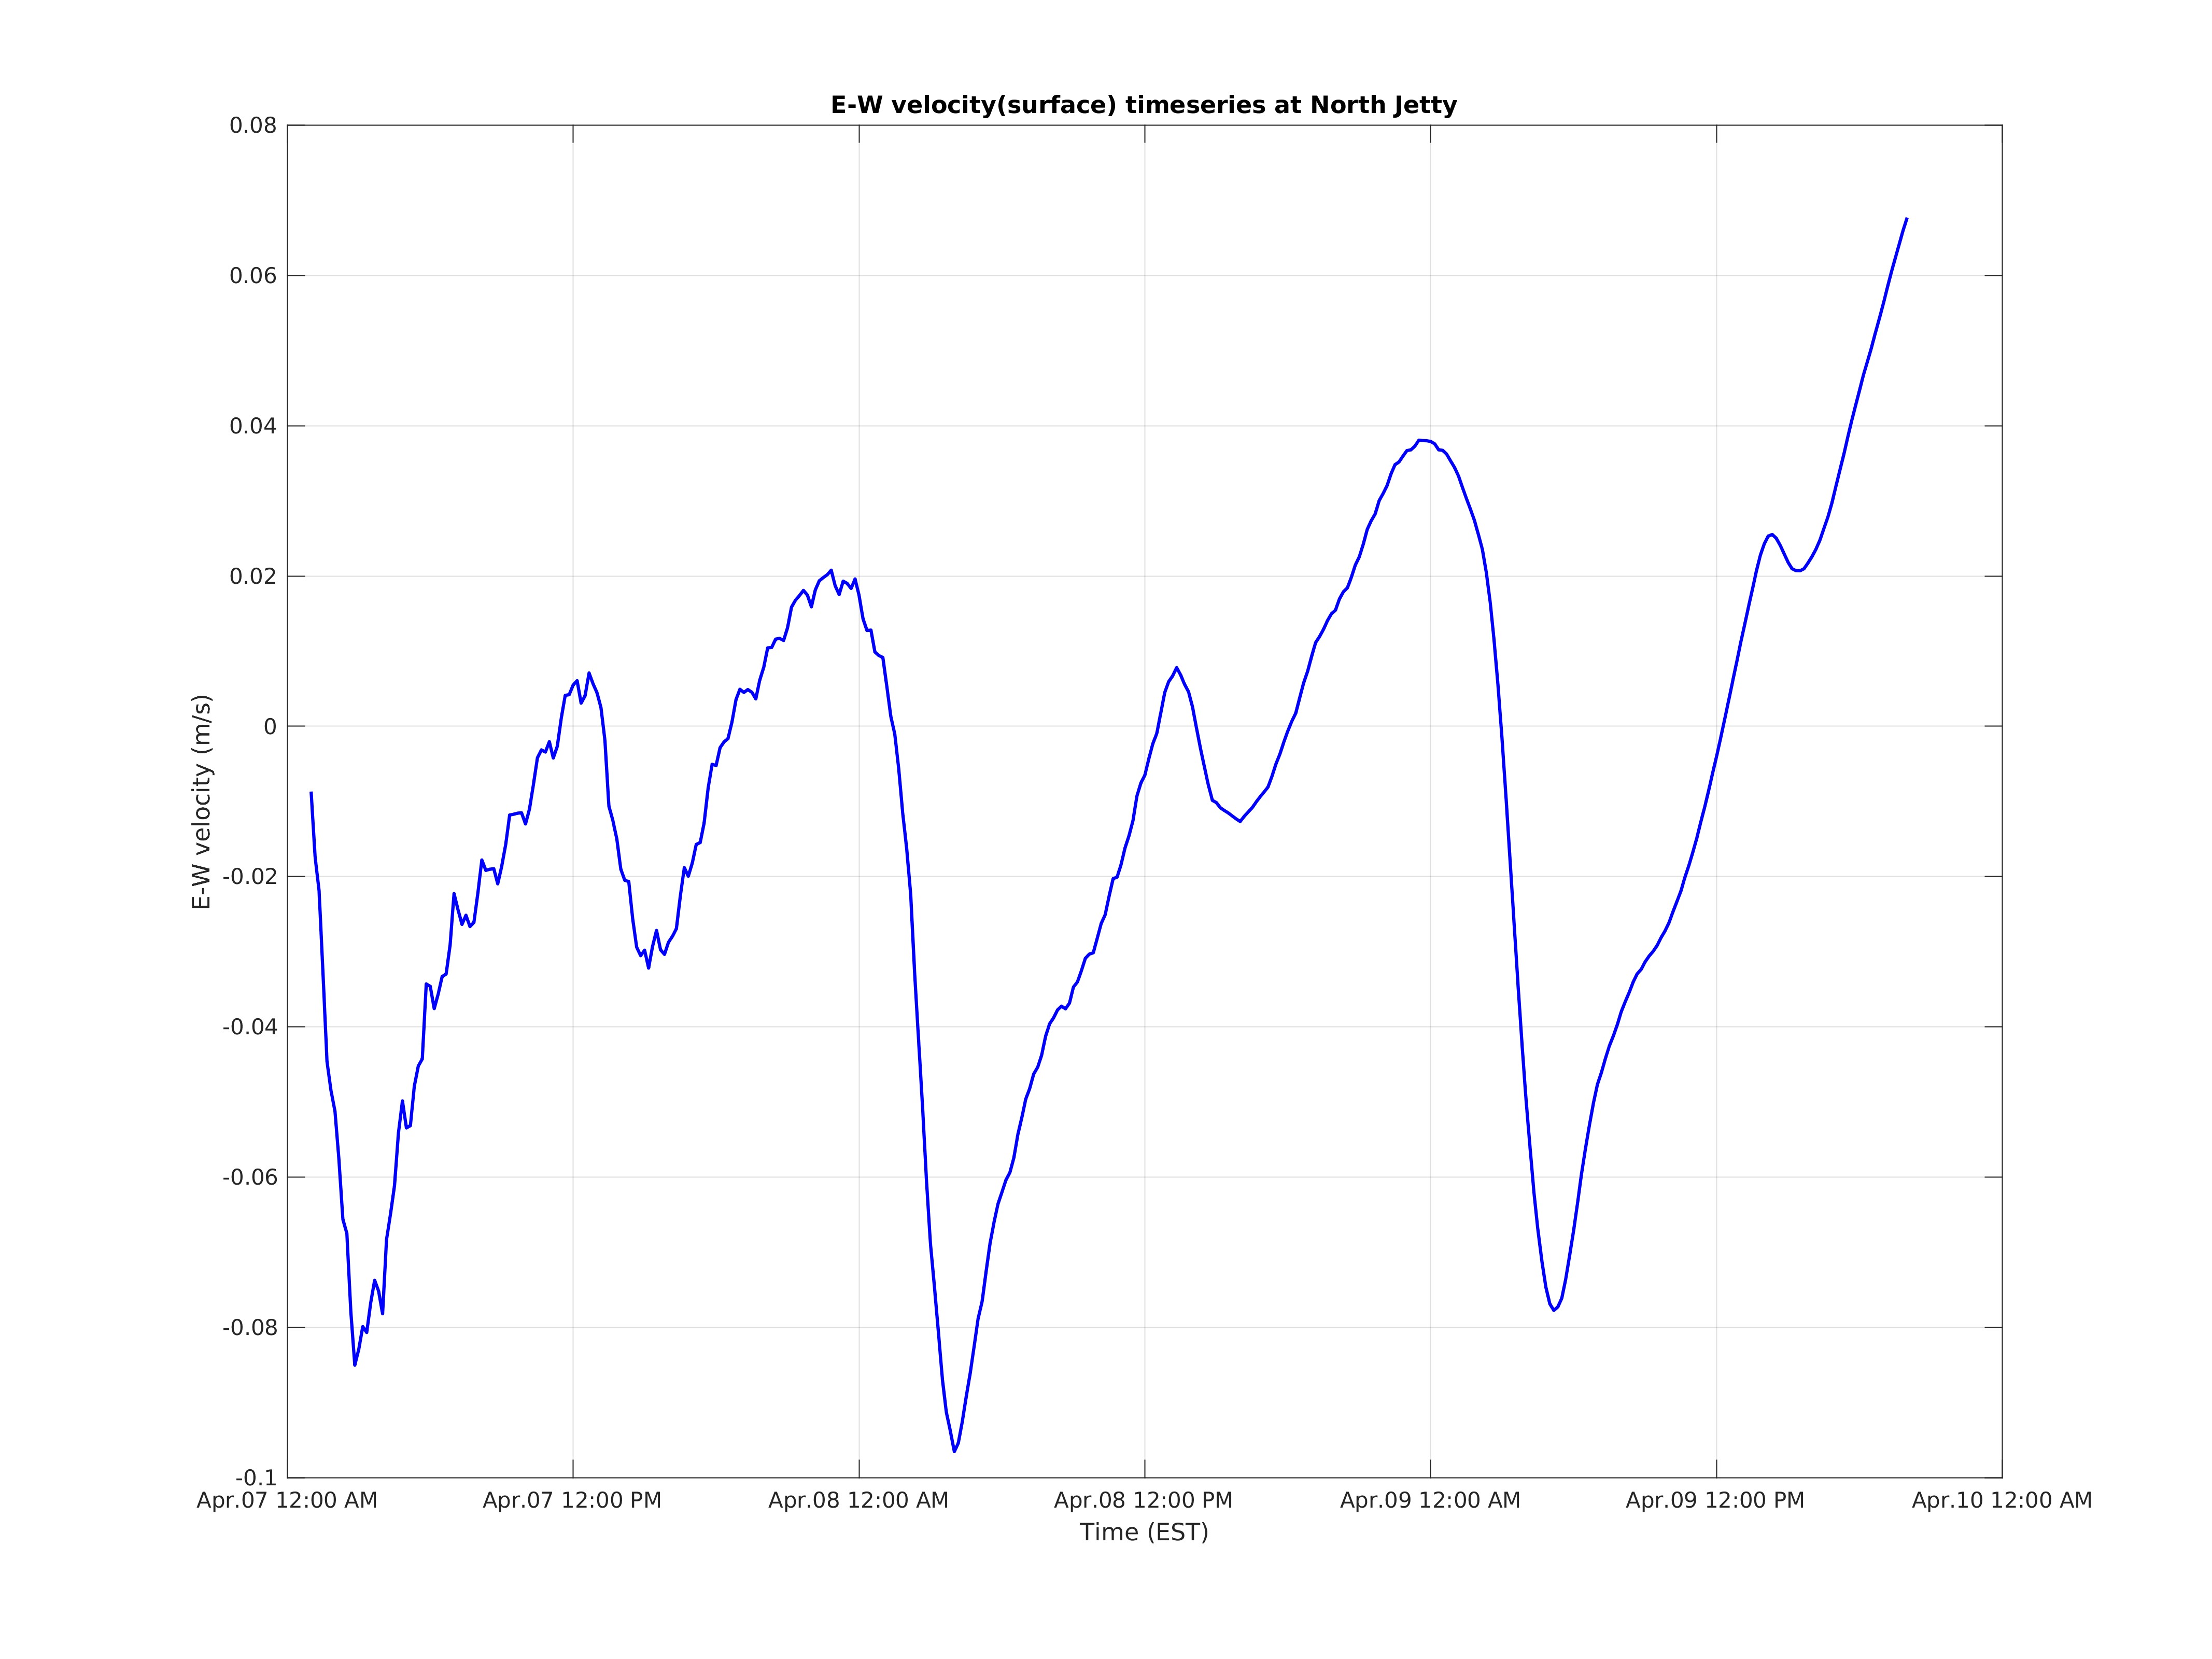 E-W velocity(surface) timeseries at North Jetty
0.08
0.06
0.04
0.02
0
-0.02
-0.04
-0.06
-0.08
-0.1
E-W velocity (m/s)
Apr.07 12:00 AM Apr.07 12:00 PM Apr.08 12:00 AM Apr.08 12:00 PM Apr.09 12:00 AM Apr.09 12:00 PM Apr.10 12:00 AM
Time (EST)